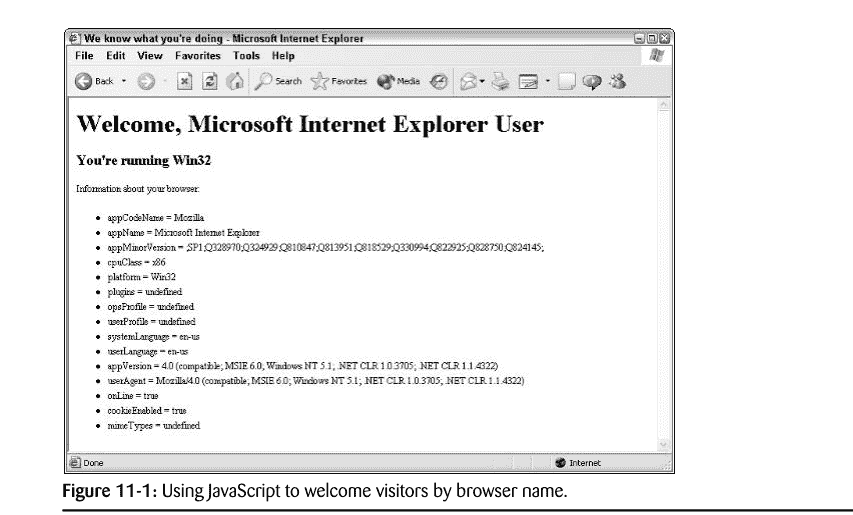 We know what you're doing - Microsoft Internet Explorer
File Edit View Favorites Tools Help
Back Search Favorites Media
Welcome, Microsoft Internet Explorer User
You're running Win32
Information about your browser:
• appCodeName = Mozilla
• appName = Microsoft Internet Explorer
• appMinorVersion = ;SP1;Q328970;Q324929;Q810847;Q813951;Q818529;Q330994;Q822925;Q828750;Q824145;
• cpuClass = x86
• platform = Win32
• plugins = undefined
• opsProfile = undefined
• userProfile = undefined
• systemLanguage = en-us
• userLanguage = en-us
• appVersion = 4.0 (compatible; MSIE 6.0; Windows NT 5.1; .NET CLR 1.0.3705; .NET CLR 1.1.4322)
• userAgent = Mozilla/4.0 (compatible; MSIE 6.0; Windows NT 5.1; .NET CLR 1.0.3705; .NET CLR 1.1.4322)
• onLine = true
• cookieEnabled = true
• mimeTypes = undefined
Done Internet
Figure 11-1: Using JavaScript to welcome visitors by browser name.